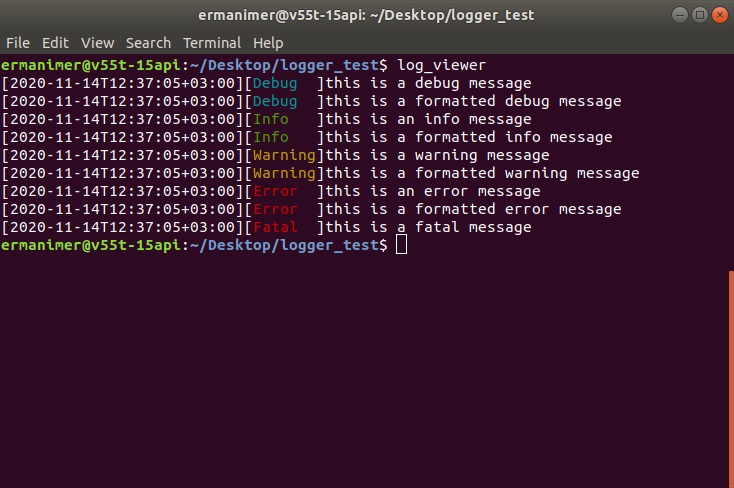 ermanimer@v55t-15api: ~/Desktop/logger_test
File Edit View Search Terminal Help
ermanimer@v55t-15api:~/Desktop/logger_test$ log_viewer
[2020-11-14T12:37:05+03:00][Debug  ]this is a debug message
[2020-11-14T12:37:05+03:00][Debug  ]this is a formatted debug message
[2020-11-14T12:37:05+03:00][Info   ]this is an info message
[2020-11-14T12:37:05+03:00][Info   ]this is a formatted info message
[2020-11-14T12:37:05+03:00][Warning]this is a warning message
[2020-11-14T12:37:05+03:00][Warning]this is a formatted warning message
[2020-11-14T12:37:05+03:00][Error  ]this is an error message
[2020-11-14T12:37:05+03:00][Error  ]this is a formatted error message
[2020-11-14T12:37:05+03:00][Fatal  ]this is a fatal message
ermanimer@v55t-15api:~/Desktop/logger_test$